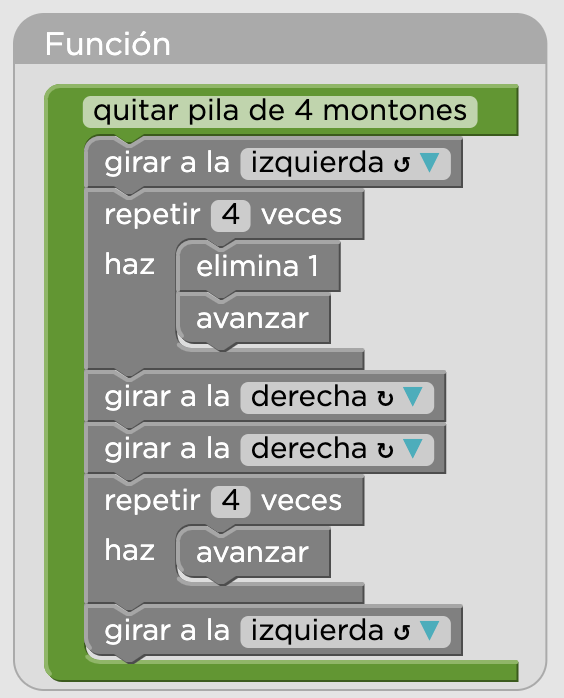 Función
quitar pila de 4 montones
girar a la izquierda ↺ ▼
repetir 4 veces
haz elimina 1
avanzar
girar a la derecha ↻ ▼
girar a la derecha ↻ ▼
repetir 4 veces
haz avanzar
girar a la izquierda ↺ ▼